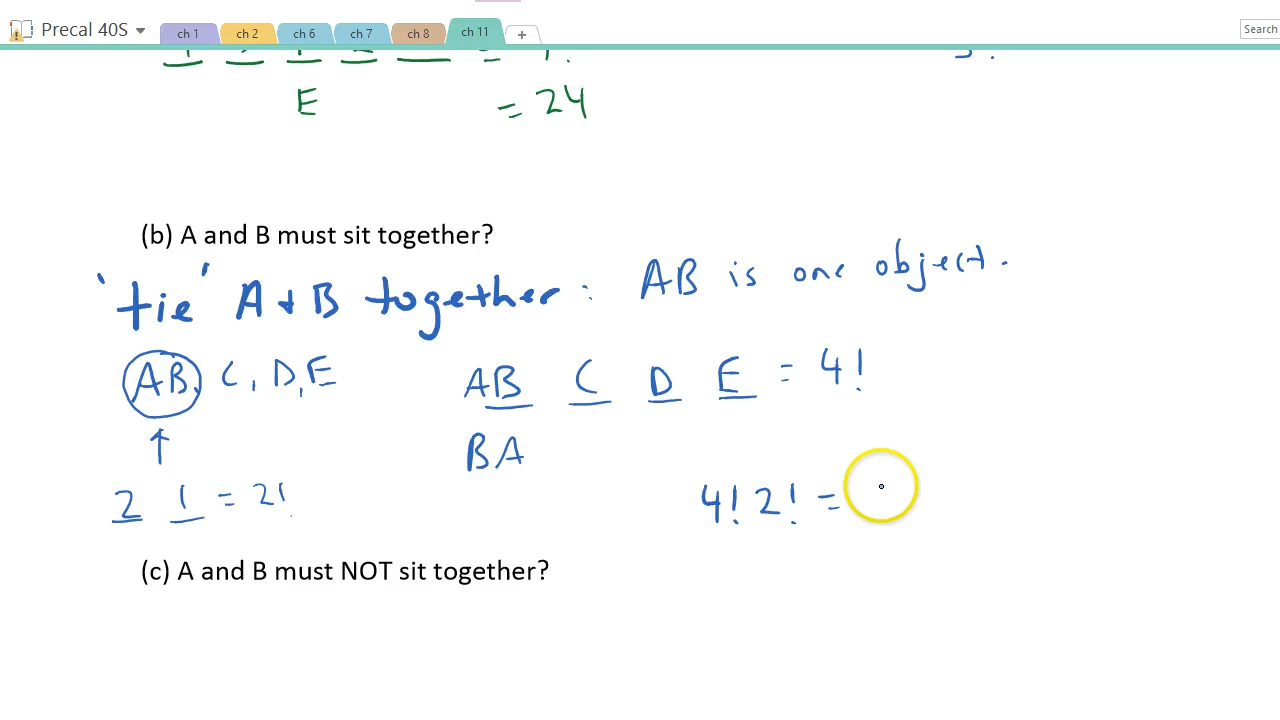 Precal 40S ch 1 ch 2 ch 6 ch 7 ch 8 ch 11 + Search
E = 24
(b) A and B must sit together?
'tie' A + B together : AB is one object.
AB, C, D, E AB C D E = 4!
BA
2 1 = 2! 4! 2! =
(c) A and B must NOT sit together?